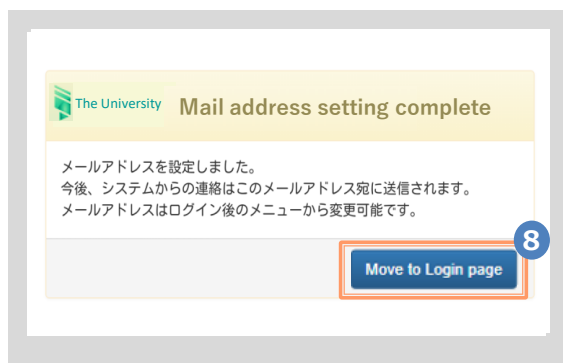 The University
Mail address setting complete
メールアドレスを設定しました。
今後、システムからの連絡はこのメールアドレス宛に送信されます。
メールアドレスはログイン後のメニューから変更可能です。
8
Move to Login page